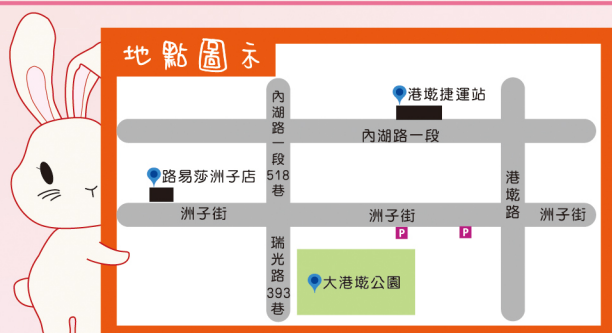 地點圖示
港墘捷運站
內湖路一段
內湖路一段518巷
路易莎洲子店
港墘路
洲子街
洲子街
洲子街
P
P
瑞光路393巷
大港墘公園